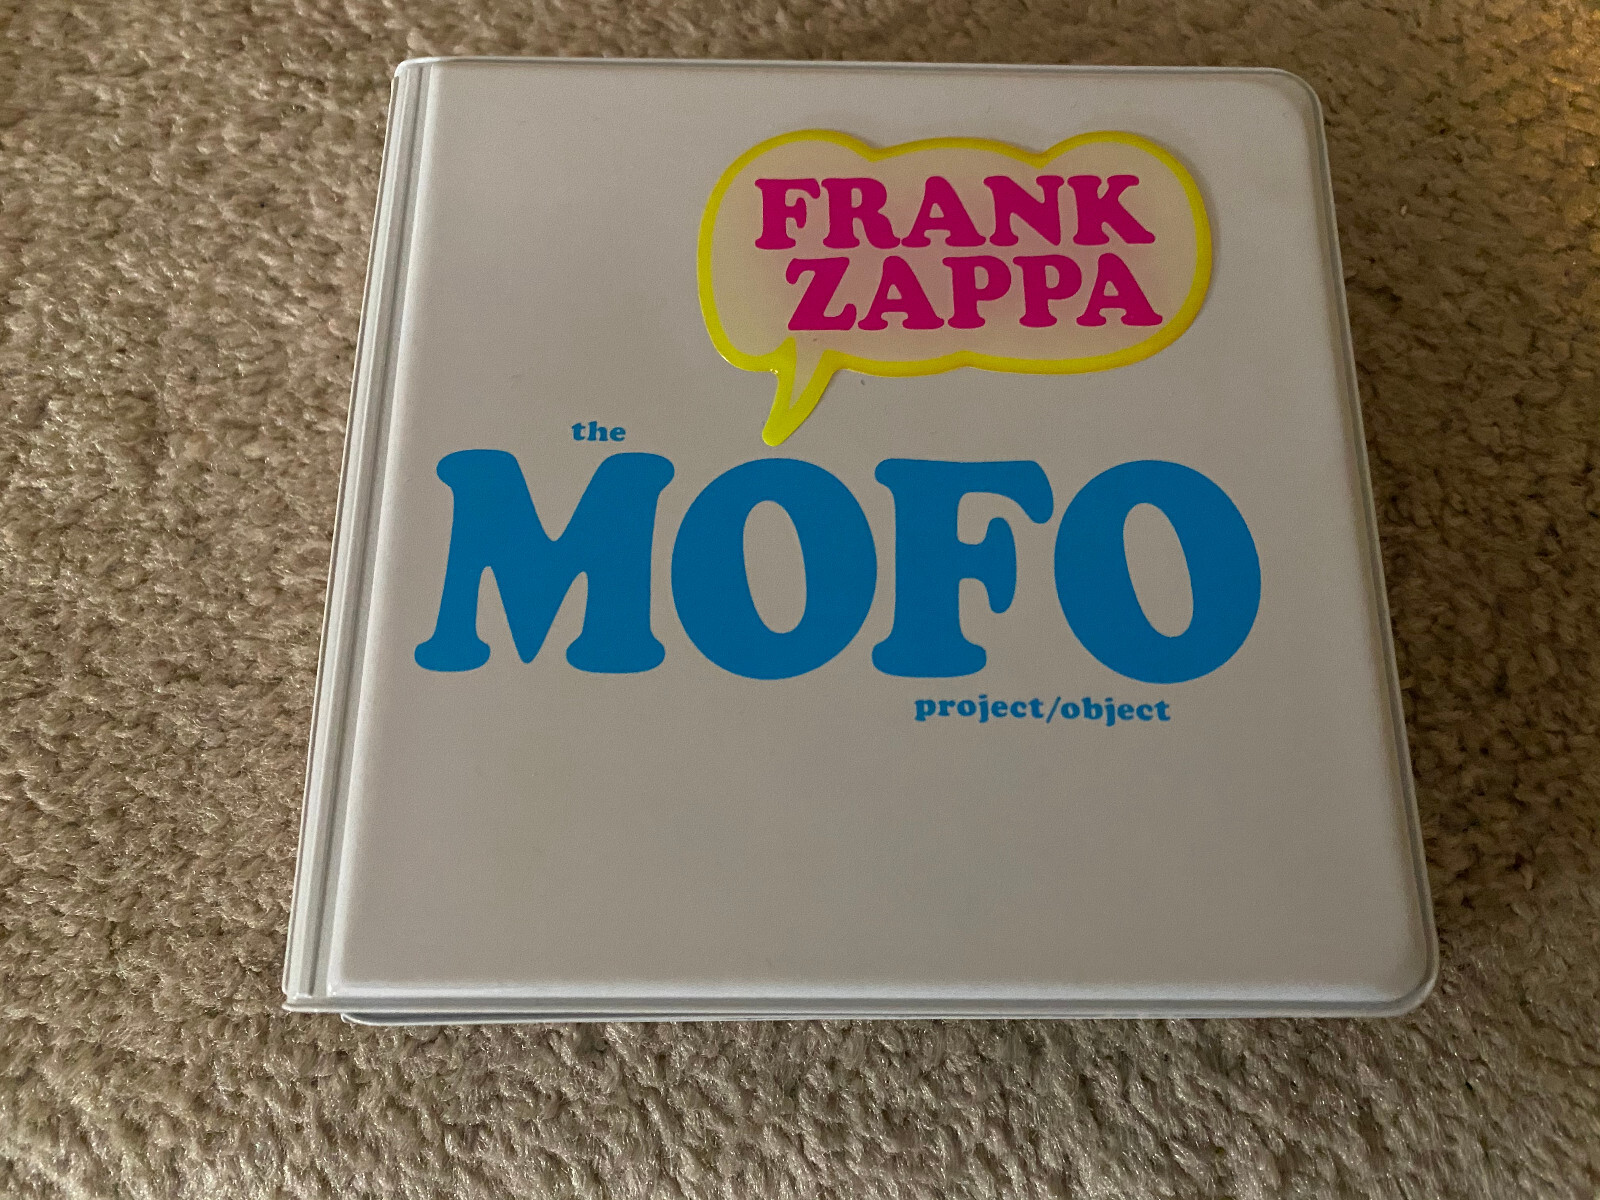 FRANK
ZAPPA
the
MOFO
project/object